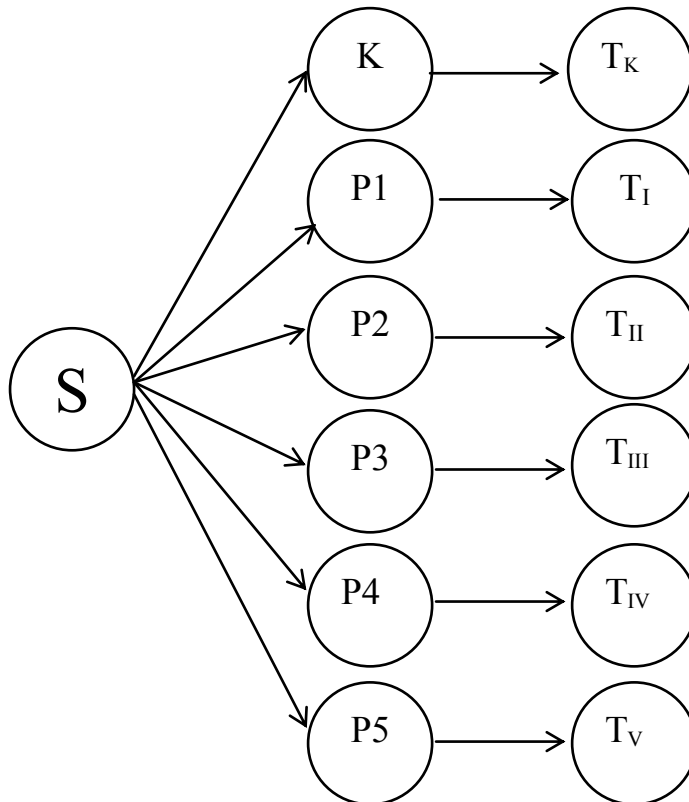 K T_K
P1 T_I
P2 T_II
S
P3 T_III
P4 T_IV
P5 T_V